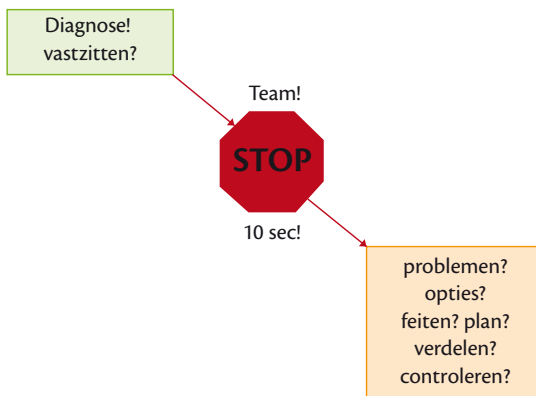 Diagnose!
vastzitten?
Team!
STOP
10 sec!
problemen?
opties?
feiten? plan?
verdelen?
controleren?